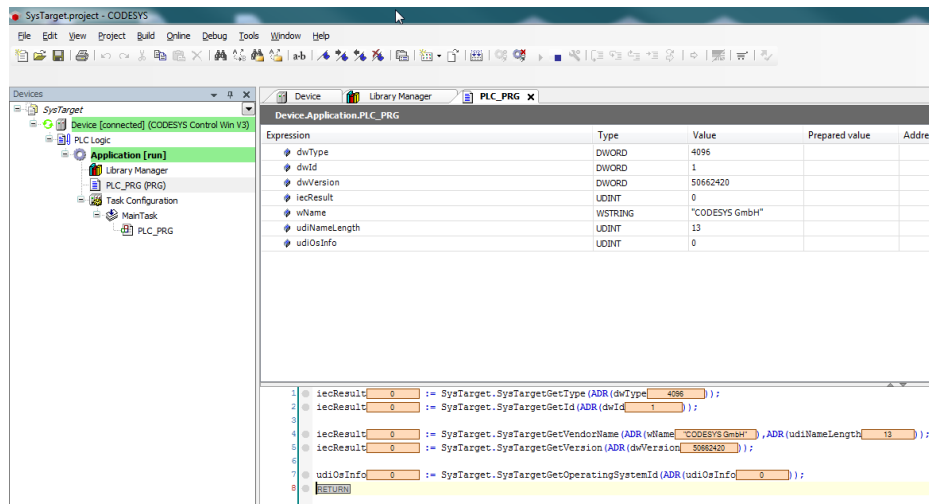 SysTarget.project - CODESYS
File Edit View Project Build Online Debug Tools Window Help
Devices
SysTarget
Device [connected] (CODESYS Control Win V3)
PLC Logic
Application [run]
Library Manager
PLC_PRG (PRG)
Task Configuration
MainTask
PLC_PRG
Device Library Manager PLC_PRG X
Device.Application.PLC_PRG
Expression Type Value Prepared value Addre
dwType DWORD 4096
dwId DWORD 1
dwVersion DWORD 50662420
iecResult UDINT 0
wName WSTRING "CODESYS GmbH"
udiNameLength UDINT 13
udiOsInfo UDINT 0
1 iecResult 0 := SysTarget.SysTargetGetType(ADR(dwType 4096 ));
2 iecResult 0 := SysTarget.SysTargetGetId(ADR(dwId 1 ));
3
4 iecResult 0 := SysTarget.SysTargetGetVendorName(ADR(wName "CODESYS GmbH" ),ADR(udiNameLength 13 ));
5 iecResult 0 := SysTarget.SysTargetGetVersion(ADR(dwVersion 50662420 ));
6
7 udiOsInfo 0 := SysTarget.SysTargetGetOperatingSystemId(ADR(udiOsInfo 0 ));
8 RETURN